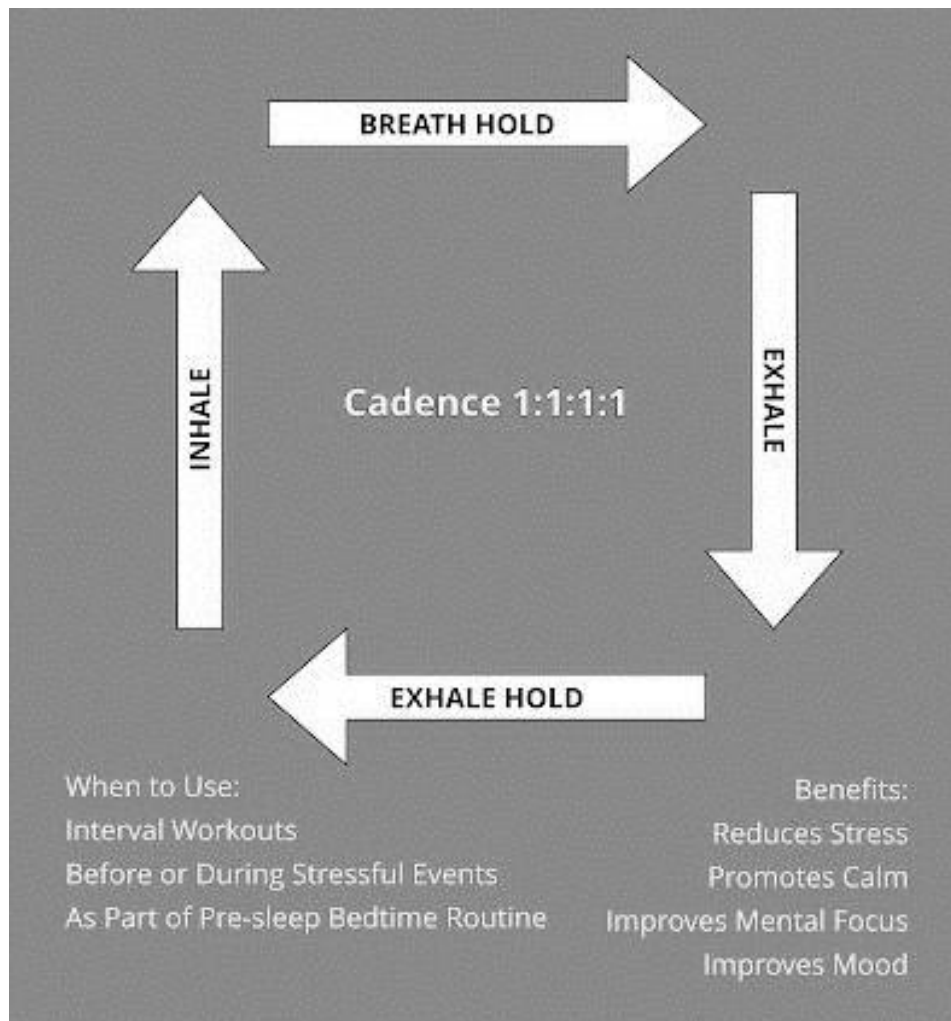 BREATH HOLD
INHALE
Cadence 1:1:1:1
EXHALE
EXHALE HOLD
When to Use:
Interval Workouts
Before or During Stressful Events
As Part of Pre-sleep Bedtime Routine
Benefits:
Reduces Stress
Promotes Calm
Improves Mental Focus
Improves Mood